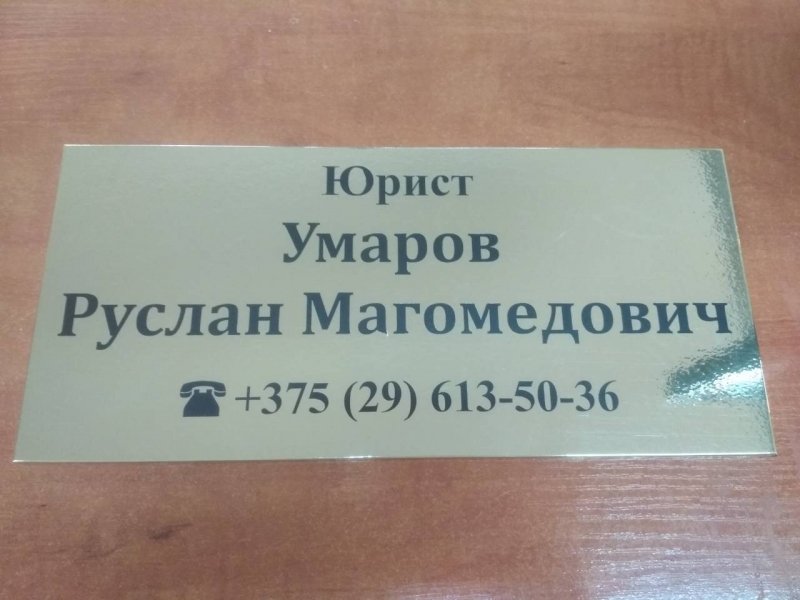 Юрист
Умаров
Руслан Магомедович
☎ +375 (29) 613-50-36